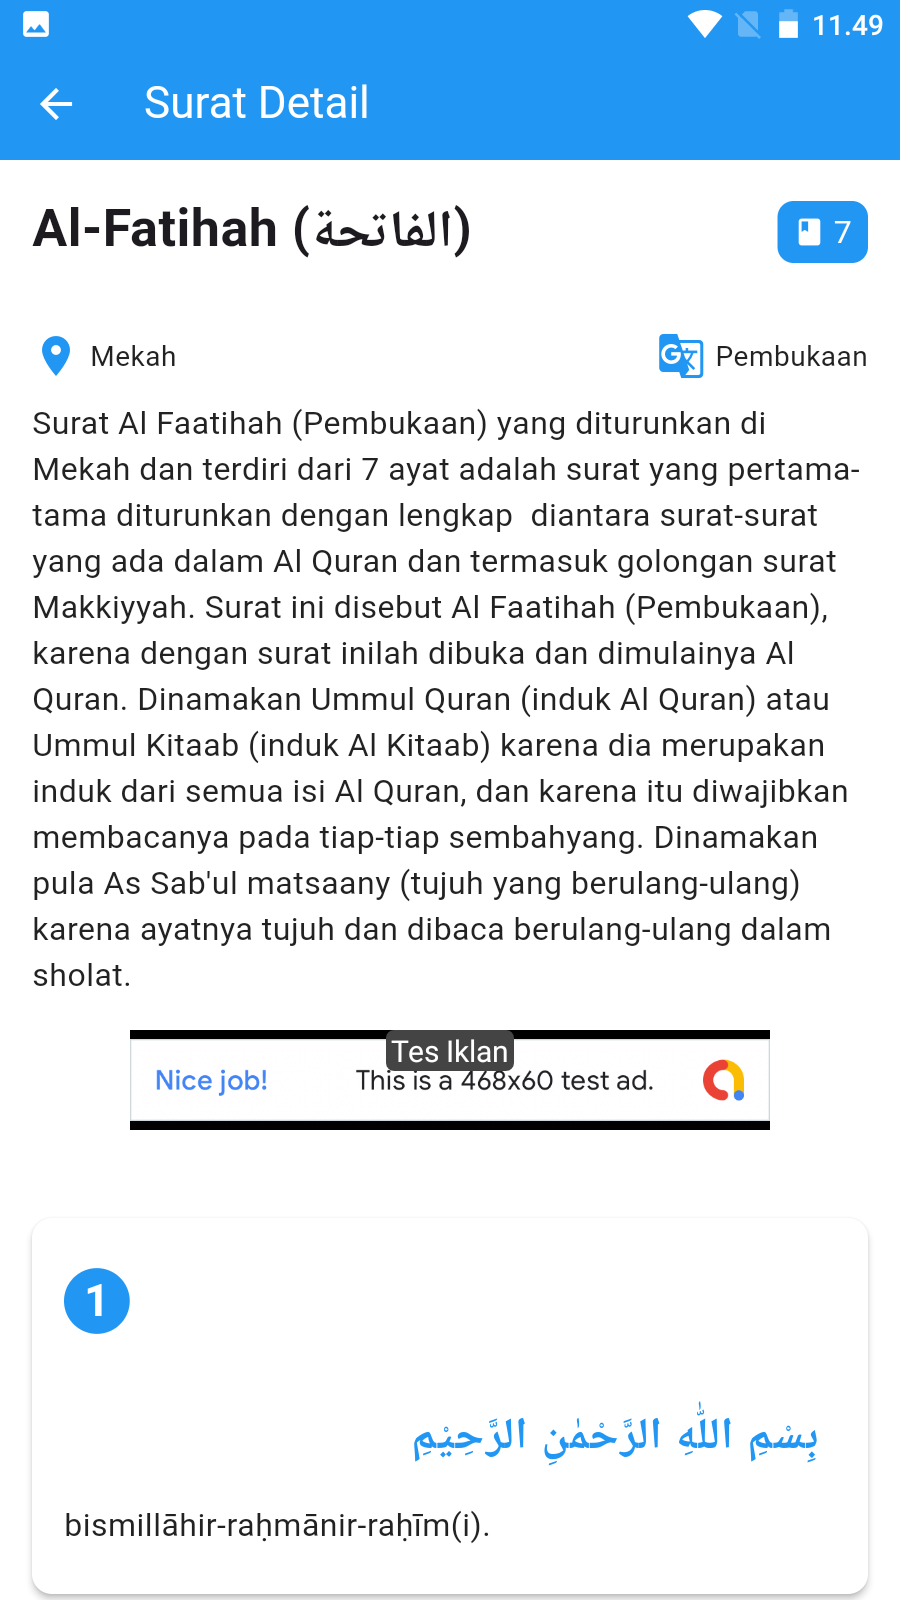 11.49
Surat Detail
Al-Fatihah (الفاتحة)
7
Mekah
Pembukaan
Surat Al Faatihah (Pembukaan) yang diturunkan di
Mekah dan terdiri dari 7 ayat adalah surat yang pertama-
tama diturunkan dengan lengkap  diantara surat-surat
yang ada dalam Al Quran dan termasuk golongan surat
Makkiyyah. Surat ini disebut Al Faatihah (Pembukaan),
karena dengan surat inilah dibuka dan dimulainya Al
Quran. Dinamakan Ummul Quran (induk Al Quran) atau
Ummul Kitaab (induk Al Kitaab) karena dia merupakan
induk dari semua isi Al Quran, dan karena itu diwajibkan
membacanya pada tiap-tiap sembahyang. Dinamakan
pula As Sab'ul matsaany (tujuh yang berulang-ulang)
karena ayatnya tujuh dan dibaca berulang-ulang dalam
sholat.
Tes Iklan
Nice job! This is a 468x60 test ad.
1
بِسْمِ اللّٰهِ الرَّحْمٰنِ الرَّحِيْمِ
bismillāhir-raḥmānir-raḥīm(i).